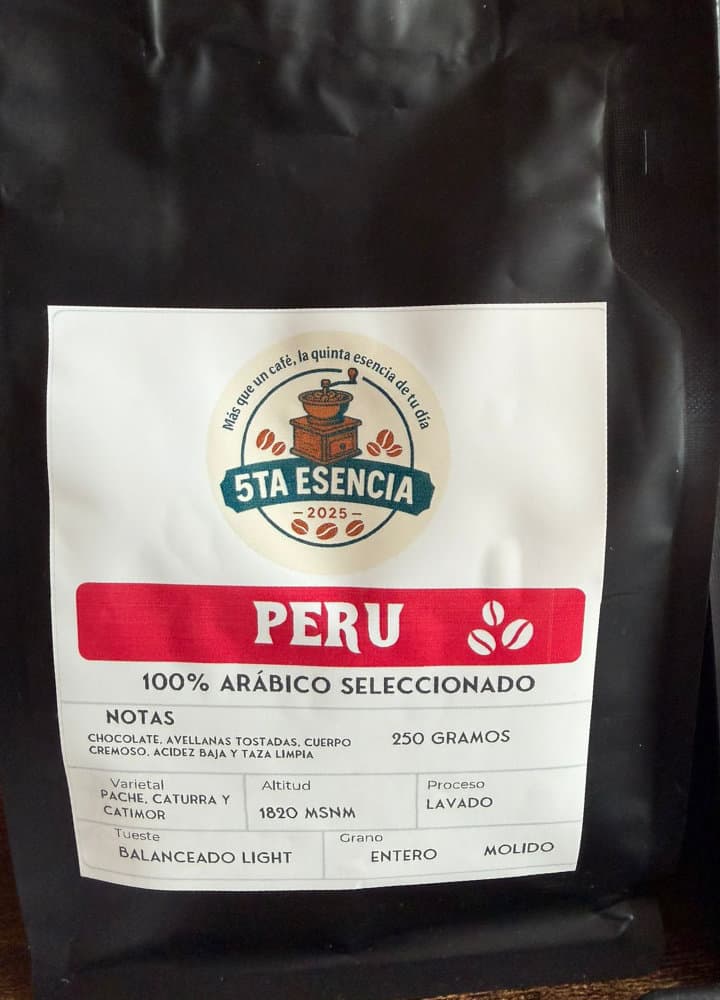 Más que un café, la quinta esencia de tu día
5TA ESENCIA
2025
PERU
100% ARÁBICO SELECCIONADO
NOTAS
CHOCOLATE, AVELLANAS TOSTADAS, CUERPO
CREMOSO, ACIDEZ BAJA Y TAZA LIMPIA
250 GRAMOS
Varietal
PACHE, CATURRA Y
CATIMOR
Altitud
1820 MSNM
Proceso
LAVADO
Tueste
BALANCEADO LIGHT
Grano
ENTERO MOLIDO